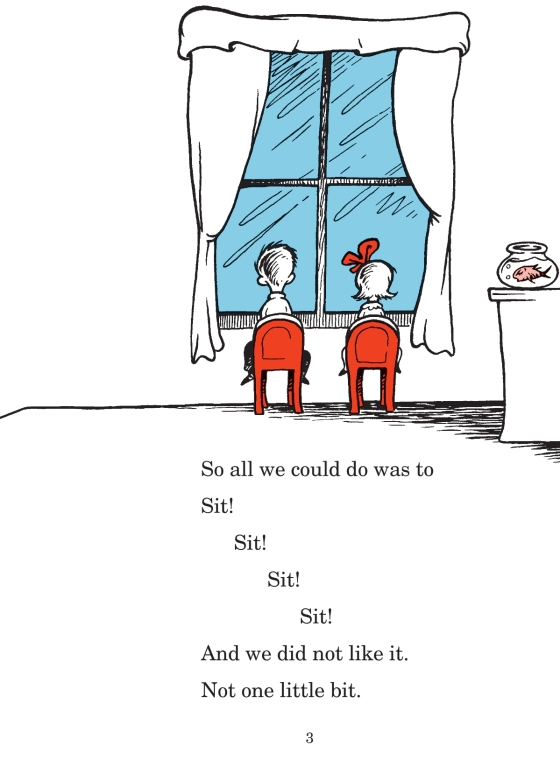 So all we could do was to
Sit!
Sit!
Sit!
Sit!
And we did not like it.
Not one little bit.
3